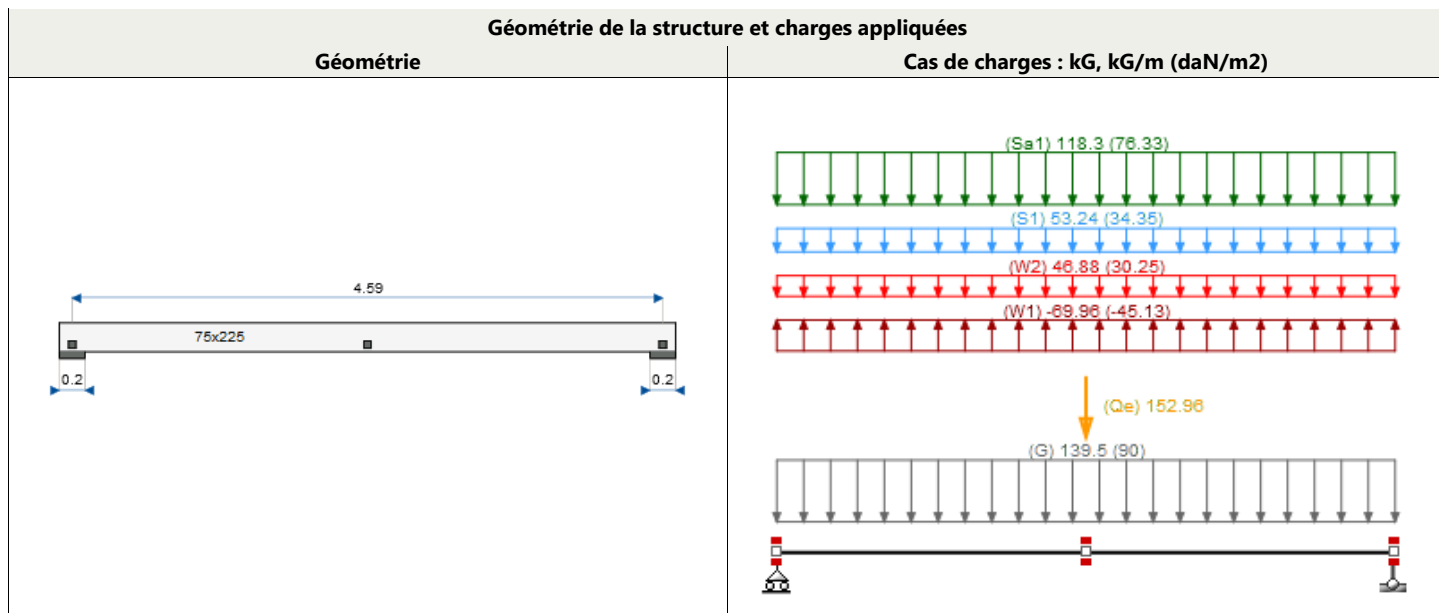 Géométrie de la structure et charges appliquées
Géométrie
Cas de charges : kG, kG/m (daN/m2)
4.59
75x225
0.2
0.2
(Sa1) 118.3 (76.33)
(S1) 53.24 (34.35)
(W2) 46.88 (30.25)
(W1) -69.96 (-45.13)
(Qe) 152.96
(G) 139.5 (90)